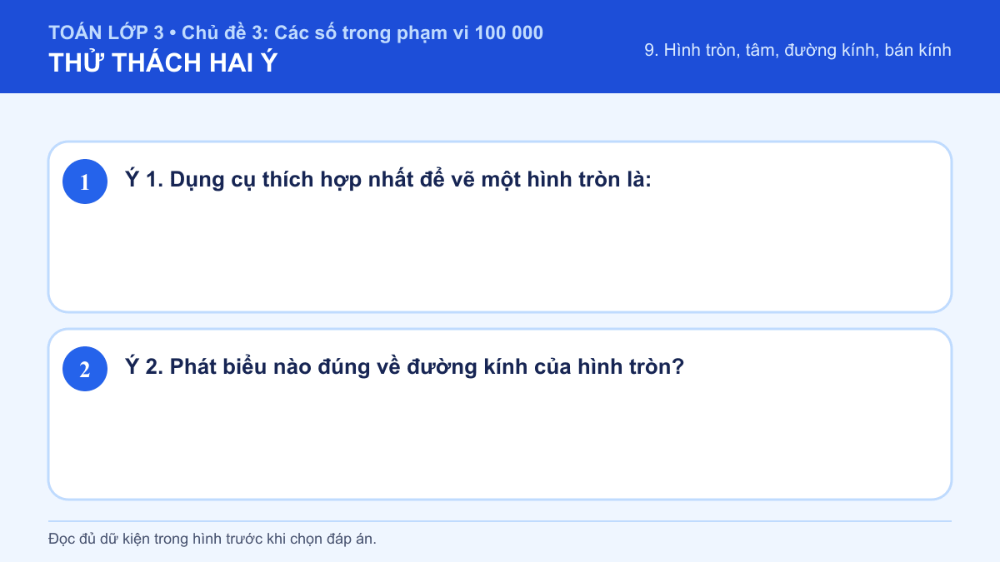 TOÁN LỚP 3 • Chủ đề 3: Các số trong phạm vi 100 000
THỬ THÁCH HAI Ý
9. Hình tròn, tâm, đường kính, bán kính
1
Ý 1. Dụng cụ thích hợp nhất để vẽ một hình tròn là:
2
Ý 2. Phát biểu nào đúng về đường kính của hình tròn?
Đọc đủ dữ kiện trong hình trước khi chọn đáp án.